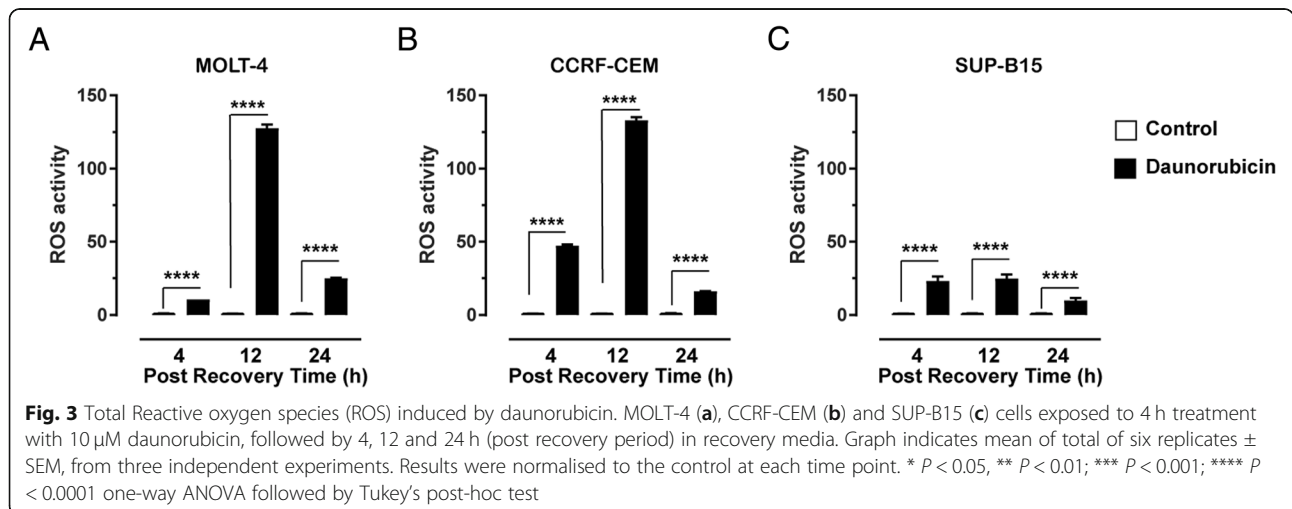 A
B
C
MOLT-4
CCRF-CEM
SUP-B15
150
100
50
0
ROS activity
****
****
****
4 12 24
Post Recovery Time (h)
150
100
50
0
ROS activity
****
****
****
4 12 24
Post Recovery Time (h)
150
100
50
0
ROS activity
****
****
****
4 12 24
Post Recovery Time (h)
Control
Daunorubicin
Fig. 3 Total Reactive oxygen species (ROS) induced by daunorubicin. MOLT-4 (a), CCRF-CEM (b) and SUP-B15 (c) cells exposed to 4 h treatment
with 10 μM daunorubicin, followed by 4, 12 and 24 h (post recovery period) in recovery media. Graph indicates mean of total of six replicates ±
SEM, from three independent experiments. Results were normalised to the control at each time point. * P < 0.05, ** P < 0.01; *** P < 0.001; **** P
< 0.0001 one-way ANOVA followed by Tukey's post-hoc test